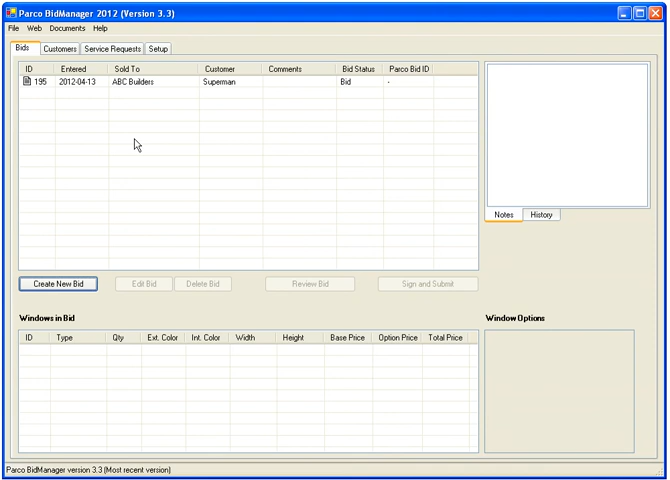 Parco BidManager 2012 (Version 3.3)
File Web Documents Help
Bids Customers Service Requests Setup
ID Entered Sold To Customer Comments Bid Status Parco Bid ID
195 2012-04-13 ABC Builders Superman Bid -
Notes History
Create New Bid Edit Bid Delete Bid Review Bid Sign and Submit
Windows in Bid Window Options
ID Type Qty Ext. Color Int. Color Width Height Base Price Option Price Total Price
Parco BidManager version 3.3 (Most recent version)